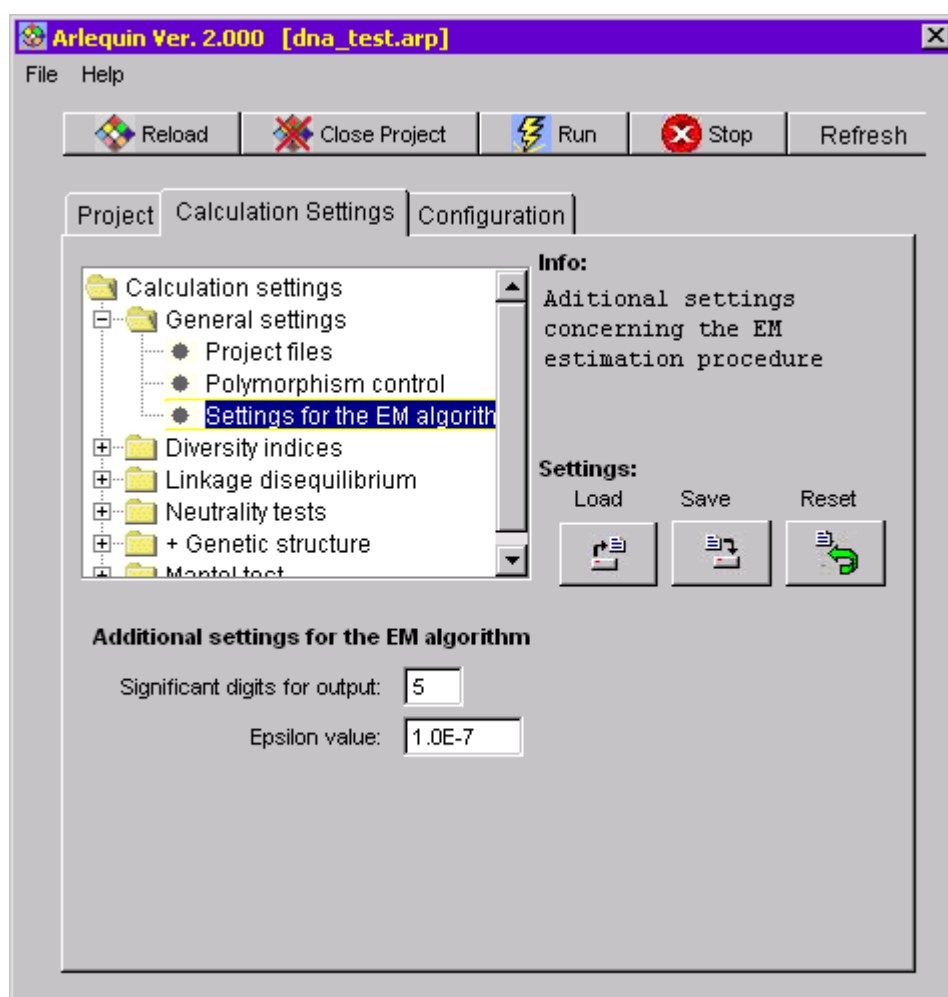 Arlequin Ver. 2.000 [dna_test.arp]
File Help
Reload Close Project Run Stop Refresh
Project Calculation Settings Configuration
Calculation settings
General settings
Project files
Polymorphism control
Settings for the EM algorith
Diversity indices
Linkage disequilibrium
Neutrality tests
+ Genetic structure
Mantel test
Info:
Aditional settings
concerning the EM
estimation procedure
Settings:
Load Save Reset
Additional settings for the EM algorithm
Significant digits for output: 5
Epsilon value: 1.0E-7